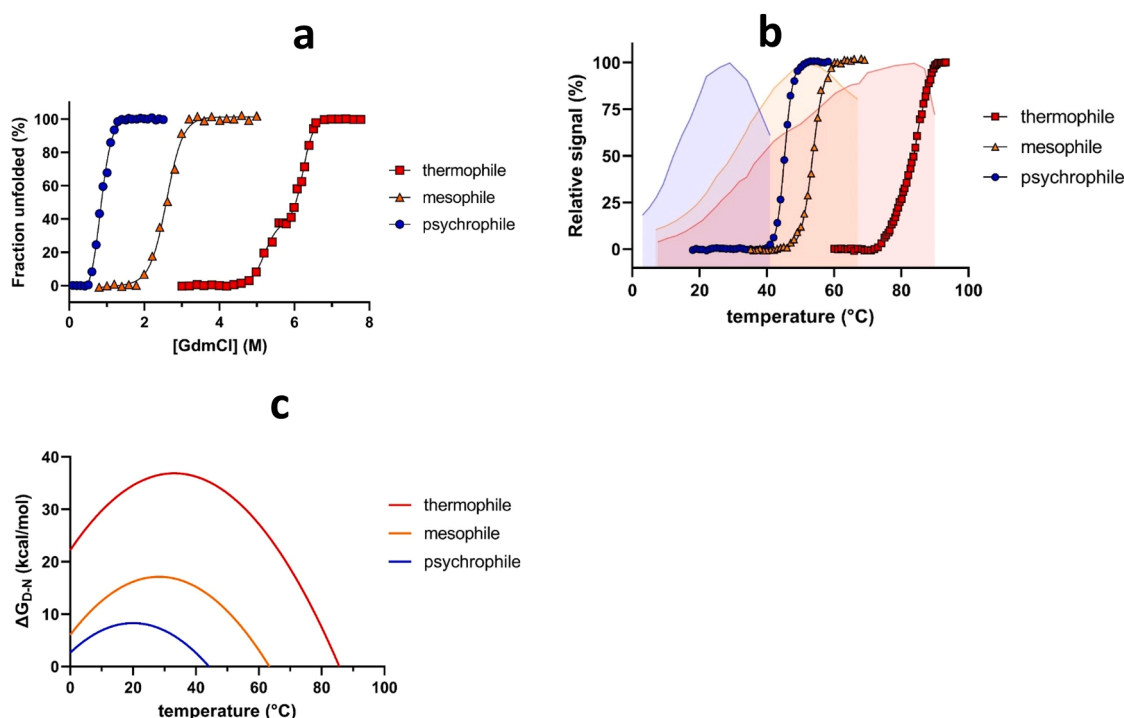 a
Fraction unfolded (%)
100
80
60
40
20
0
0
2
4
6
8
[GdmCl] (M)
thermophile
mesophile
psychrophile
b
Relative signal (%)
100
75
50
25
0
0
20
40
60
80
100
temperature (°C)
thermophile
mesophile
psychrophile
c
ΔG_D-N (kcal/mol)
40
30
20
10
0
0
20
40
60
80
100
temperature (°C)
thermophile
mesophile
psychrophile